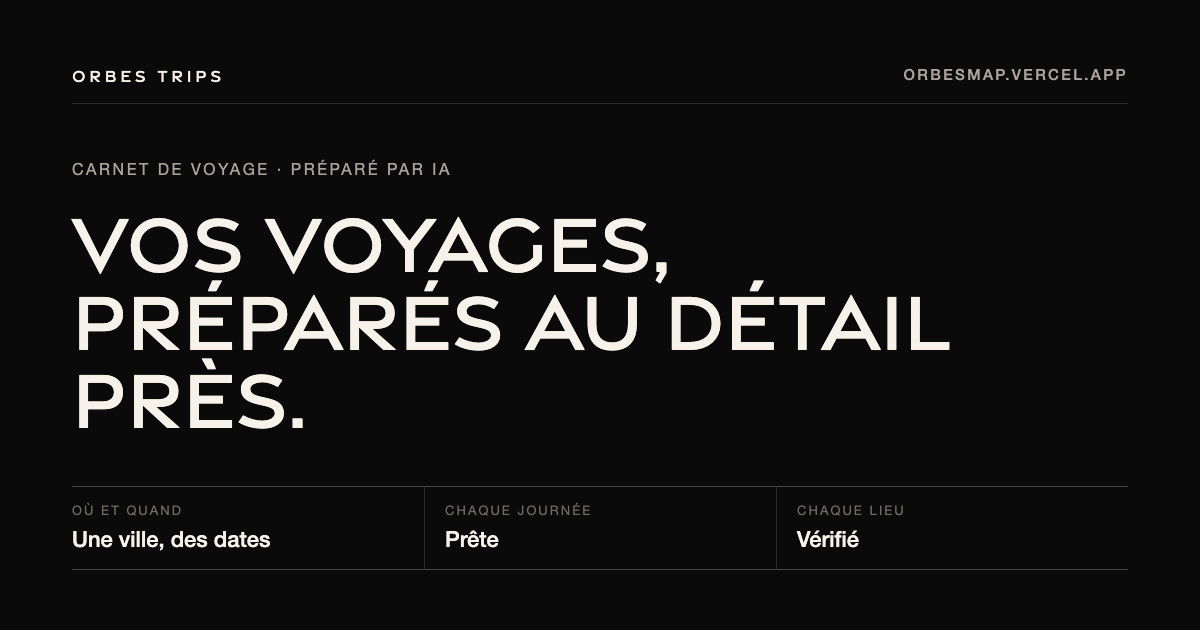 ORBES TRIPS
ORBESMAP.VERCEL.APP
CARNET DE VOYAGE · PRÉPARÉ PAR IA
VOS VOYAGES,
PRÉPARÉS AU DÉTAIL
PRÈS.
OÙ ET QUAND
Une ville, des dates
CHAQUE JOURNÉE
Prête
CHAQUE LIEU
Vérifié